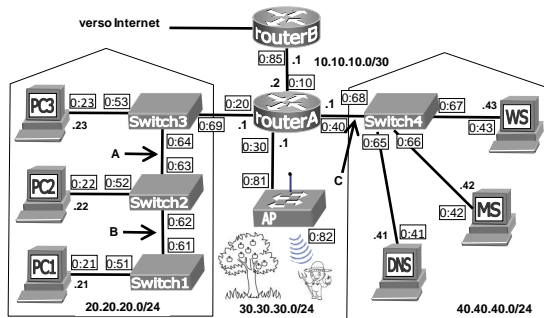 verso Internet
routerB
0:85
.1
10.10.10.0/30
.2
0:10
PC3
0:23
0:53
Switch3
0:20
routerA
.1
0:68
Switch4
0:67
.43
WS
.23
0:69
.1
0:40
0:43
0:64
0:30
.1
0:65
0:66
A
0:63
C
PC2
0:22
0:52
Switch2
0:81
.42
MS
.22
0:62
AP
0:42
B
0:82
.41
0:41
0:61
DNS
PC1
0:21
0:51
Switch1
.21
20.20.20.0/24
30.30.30.0/24
40.40.40.0/24